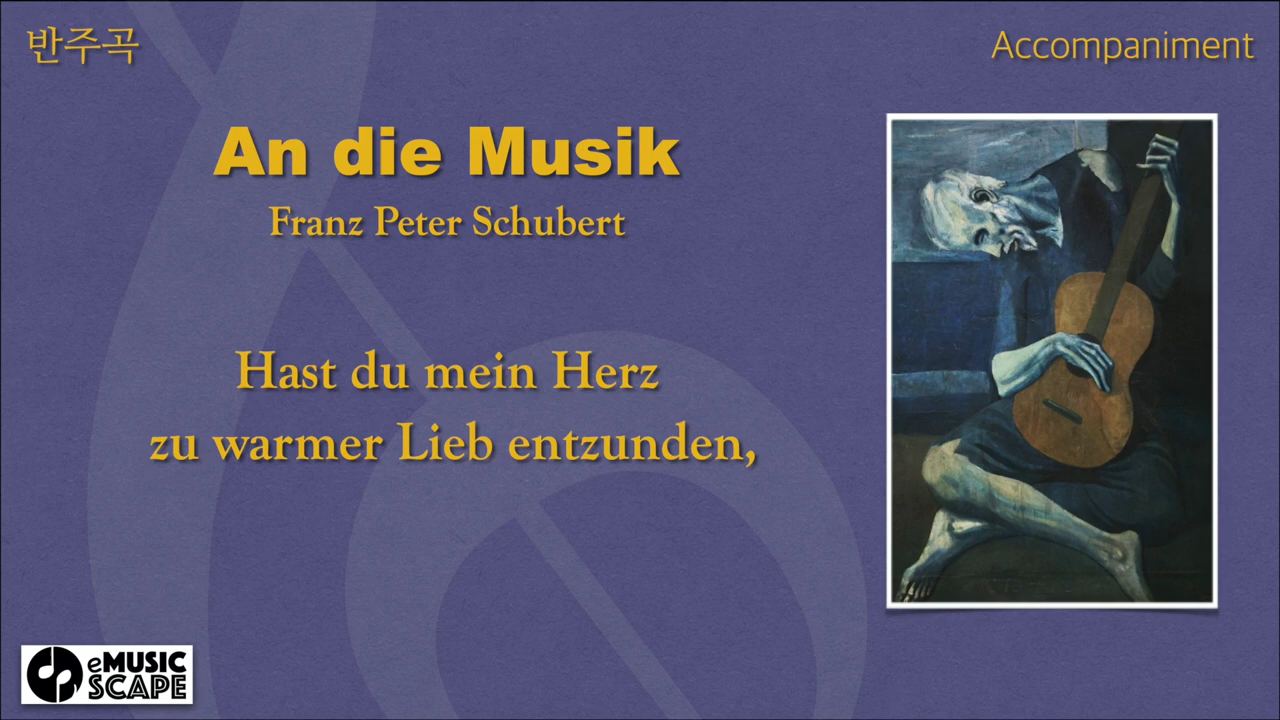 반주곡
Accompaniment
An die Musik
Franz Peter Schubert
Hast du mein Herz
zu warmer Lieb entzunden,
eMUSIC
SCAPE